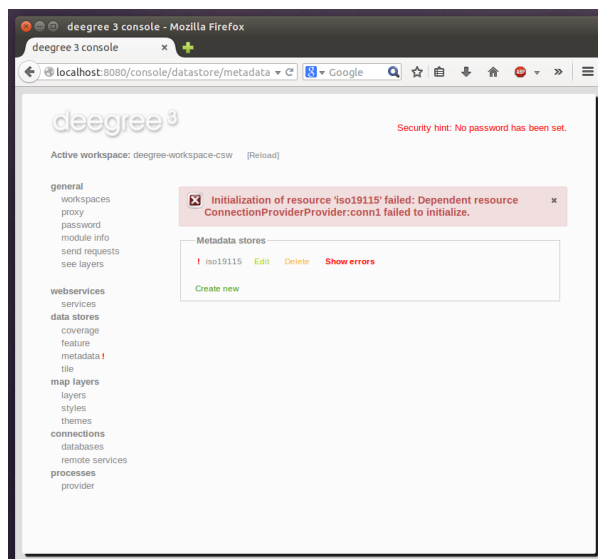 deegree 3 console - Mozilla Firefox
deegree 3 console ×
localhost:8080/console/datastore/metadata Google
deegree 3
Security hint: No password has been set.
Active workspace: deegree-workspace-csw [Reload]
general
workspaces
proxy
password
module info
send requests
see layers
webservices
services
data stores
coverage
feature
metadata !
tile
map layers
layers
styles
themes
connections
databases
remote services
processes
provider
Initialization of resource 'iso19115' failed: Dependent resource ×
ConnectionProviderProvider:conn1 failed to initialize.
Metadata stores
! iso19115 Edit Delete Show errors
Create new